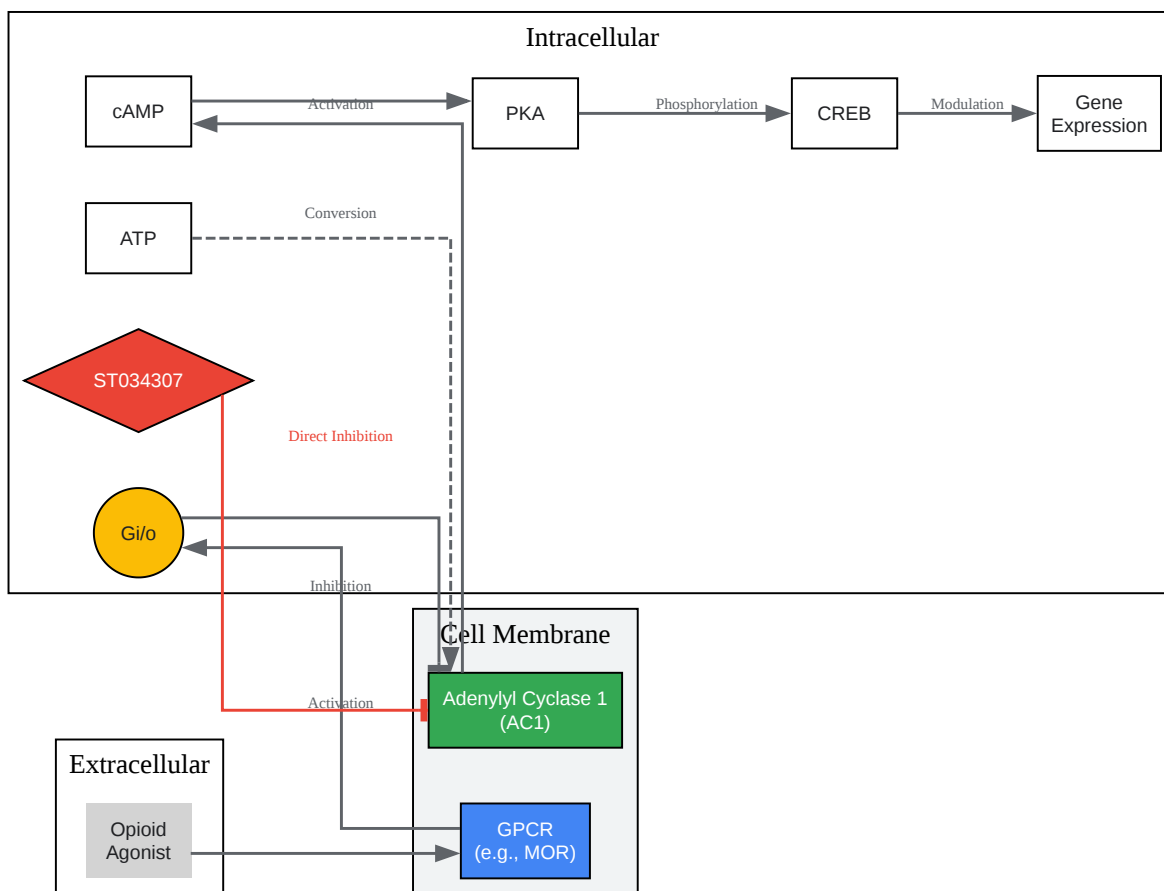 Intracellular
cAMP
Activation
PKA
Phosphorylation
CREB
Modulation
Gene
Expression
ATP
Conversion
ST034307
Direct Inhibition
Gi/o
Inhibition
Cell Membrane
Adenylyl Cyclase 1
(AC1)
Activation
Extracellular
Opioid
Agonist
GPCR
(e.g., MOR)